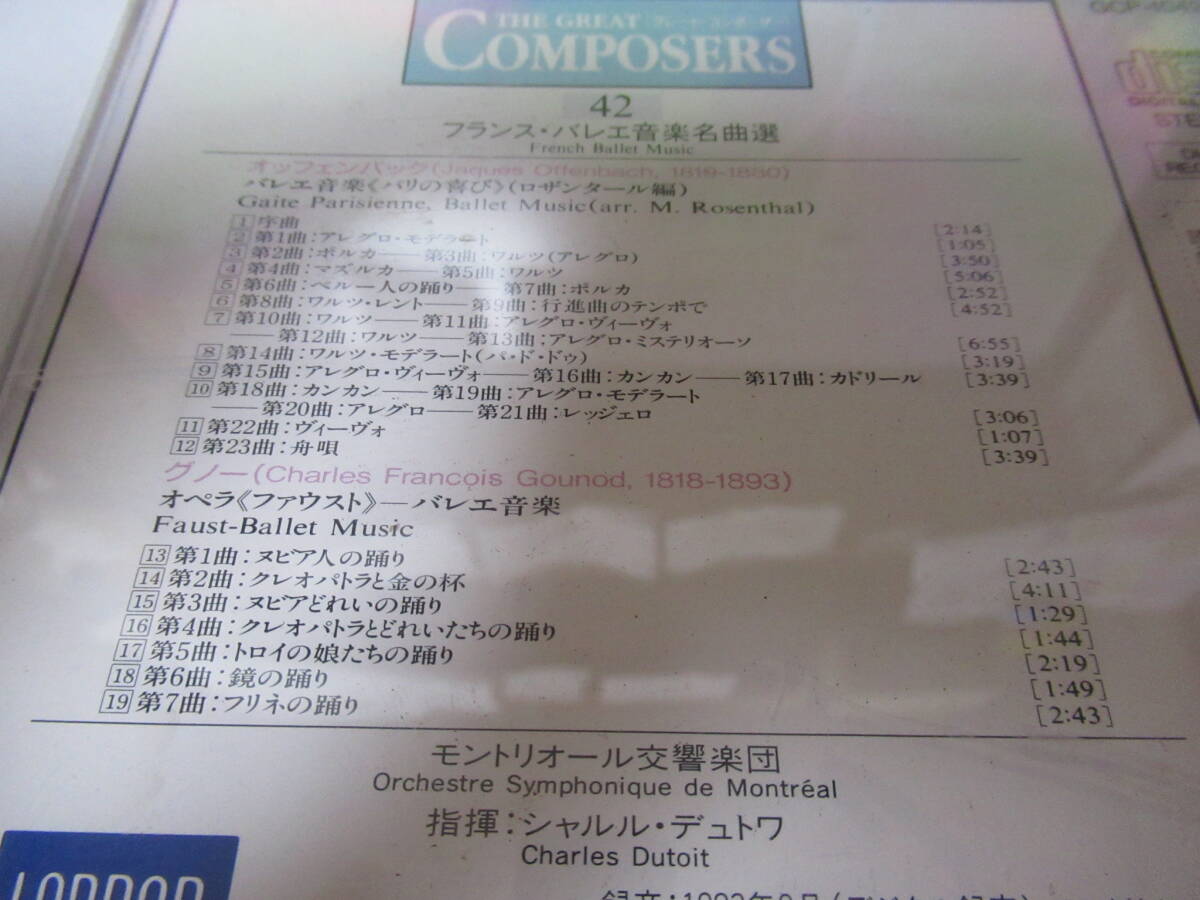 THE GREAT グレート・コンポーザー
COMPOSERS
42
フランス・バレエ音楽名曲選
French Ballet Music
オッフェンバック(Jaques Offenbach, 1819-1880)
バレエ音楽《パリの喜び》(ロザンタール編)
Gaite Parisienne, Ballet Music(arr. M. Rosenthal)
1 序曲 [2:14]
2 第1曲:アレグロ・モデラート [1:05]
3 第2曲:ポルカ――第3曲:ワルツ(アレグロ) [3:50]
4 第4曲:マズルカ――第5曲:ワルツ [5:06]
5 第6曲:ペルー人の踊り――第7曲:ポルカ [2:52]
6 第8曲:ワルツ・レント――第9曲:行進曲のテンポで [4:52]
7 第10曲:ワルツ――第11曲:アレグロ・ヴィーヴォ
――第12曲:ワルツ――第13曲:アレグロ・ミステリオーソ [6:55]
8 第14曲:ワルツ・モデラート(パ・ド・ドゥ) [3:19]
9 第15曲:アレグロ・ヴィーヴォ――第16曲:カンカン――第17曲:カドリール [3:39]
10 第18曲:カンカン――第19曲:アレグロ・モデラート
――第20曲:アレグロ――第21曲:レッジェロ [3:06]
11 第22曲:ヴィーヴォ [1:07]
12 第23曲:舟唄 [3:39]
グノー(Charles François Gounod, 1818-1893)
オペラ《ファウスト》―バレエ音楽
Faust-Ballet Music
13 第1曲:ヌビア人の踊り [2:43]
14 第2曲:クレオパトラと金の杯 [4:11]
15 第3曲:ヌビアどれいの踊り [1:29]
16 第4曲:クレオパトラとどれいたちの踊り [1:44]
17 第5曲:トロイの娘たちの踊り [2:19]
18 第6曲:鏡の踊り [1:49]
19 第7曲:フリネの踊り [2:43]
モントリオール交響楽団
Orchestre Symphonique de Montréal
指揮:シャルル・デュトワ
Charles Dutoit
LONDON